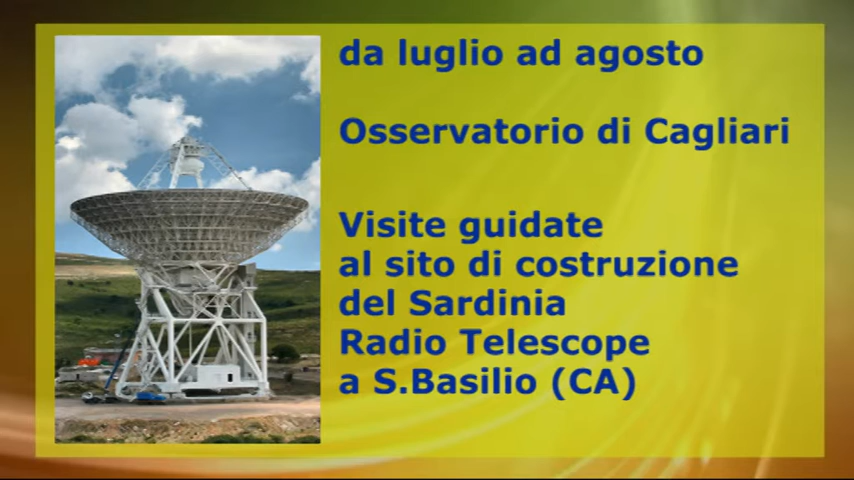 da luglio ad agosto
Osservatorio di Cagliari
Visite guidate
al sito di costruzione
del Sardinia
Radio Telescope
a S.Basilio (CA)